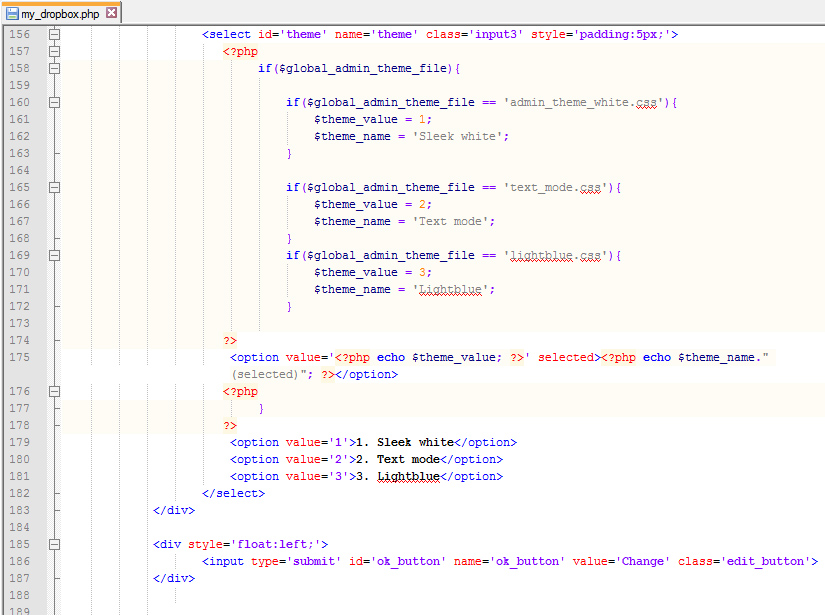 my_dropbox.php
156 <select id='theme' name='theme' class='input3' style='padding:5px;'>
157 <?php
158 if($global_admin_theme_file){
159
160 if($global_admin_theme_file == 'admin_theme_white.css'){
161 $theme_value = 1;
162 $theme_name = 'Sleek white';
163 }
164
165 if($global_admin_theme_file == 'text_mode.css'){
166 $theme_value = 2;
167 $theme_name = 'Text mode';
168 }
169 if($global_admin_theme_file == 'lightblue.css'){
170 $theme_value = 3;
171 $theme_name = 'Lightblue';
172 }
173
174 ?>
175 <option value='<?php echo $theme_value; ?>' selected><?php echo $theme_name."
(selected)"; ?></option>
176 <?php
177 }
178 ?>
179 <option value='1'>1. Sleek white</option>
180 <option value='2'>2. Text mode</option>
181 <option value='3'>3. Lightblue</option>
182 </select>
183 </div>
184
185 <div style='float:left;'>
186 <input type='submit' id='ok_button' name='ok_button' value='Change' class='edit_button'>
187 </div>
188
189